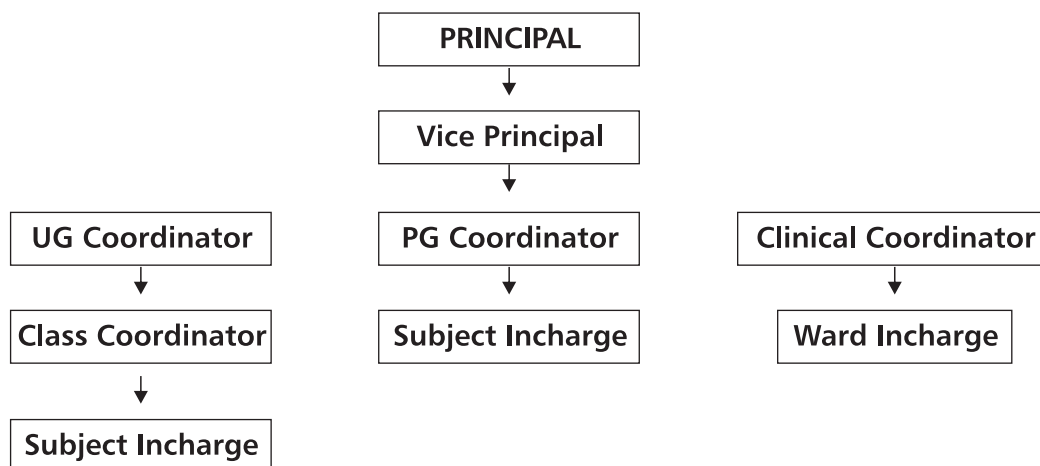 PRINCIPAL
Vice Principal
UG Coordinator
PG Coordinator
Clinical Coordinator
Class Coordinator
Subject Incharge
Ward Incharge
Subject Incharge